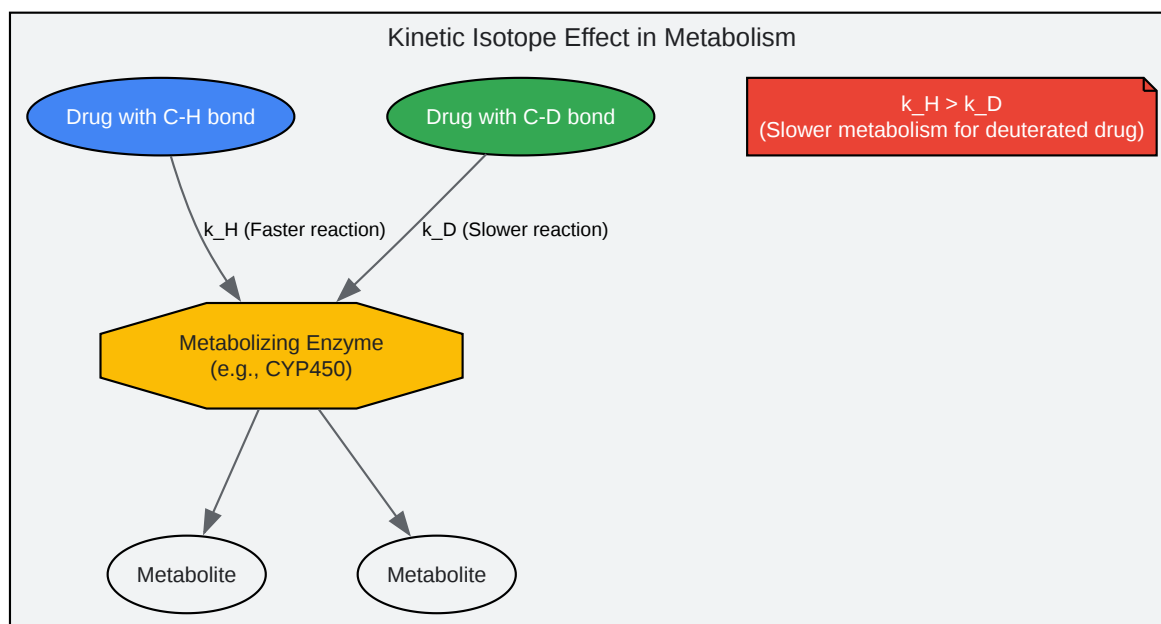 Kinetic Isotope Effect in Metabolism
Drug with C-H bond
Drug with C-D bond
k_H > k_D
(Slower metabolism for deuterated drug)
k_H (Faster reaction)
k_D (Slower reaction)
Metabolizing Enzyme
(e.g., CYP450)
Metabolite
Metabolite